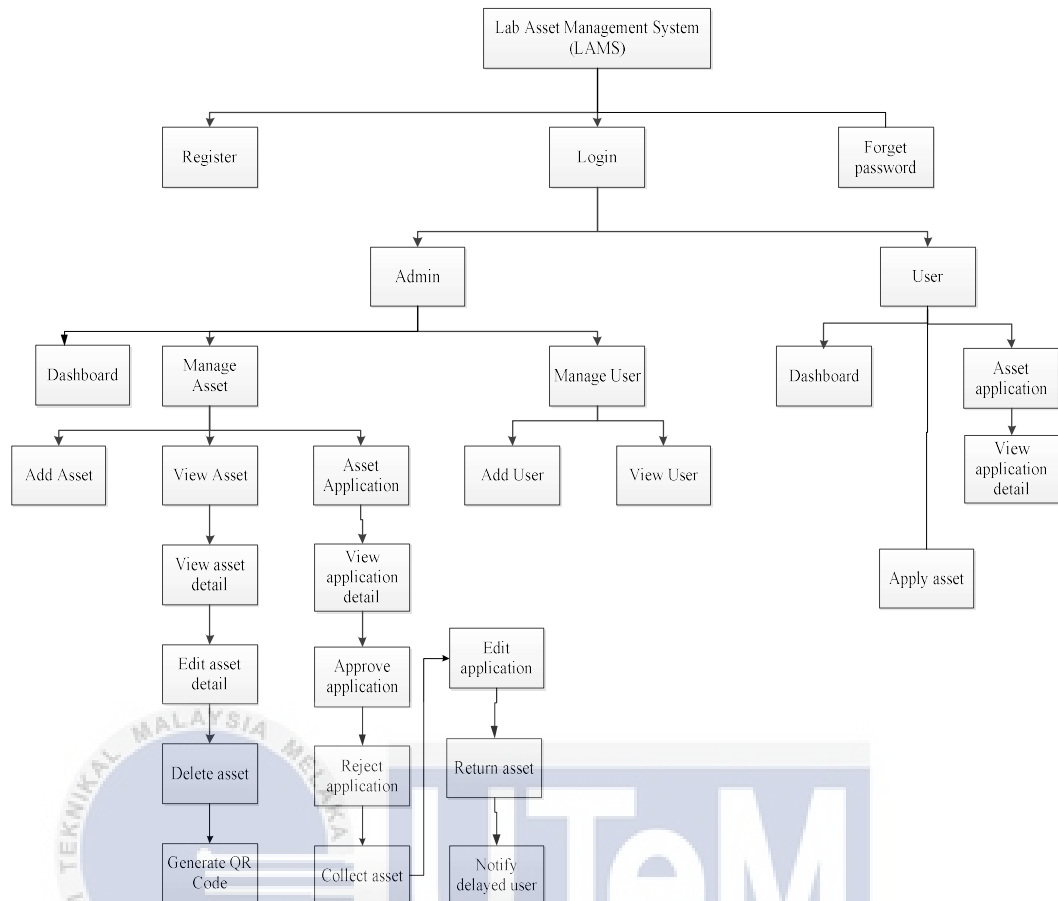 Lab Asset Management System
(LAMS)
Register
Login
Forget
password
Admin
User
Dashboard
Manage
Asset
Manage User
Dashboard
Asset
application
Add Asset
View Asset
Asset
Application
Add User
View User
View
application
detail
View asset
detail
View
application
detail
Apply asset
Edit asset
detail
Approve
application
Edit
application
Delete asset
Reject
application
Return asset
Generate QR
Code
Collect asset
Notify
delayed user
TEKNIKAL MALAYSIA MELAKA
UTeM